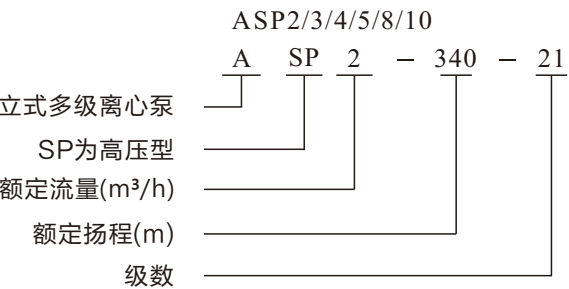 ASP2/3/4/5/8/10
A SP 2 - 340 - 21
立式多级离心泵
SP为高压型
额定流量(m³/h)
额定扬程(m)
级数